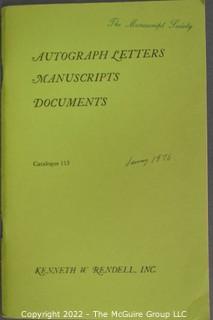 The Manuscript Society
AUTOGRAPH LETTERS
MANUSCRIPTS
DOCUMENTS
Catalogue 113
January 1976
KENNETH W. RENDELL, INC.
Copyright © 2022 - The McGuire Group LLC